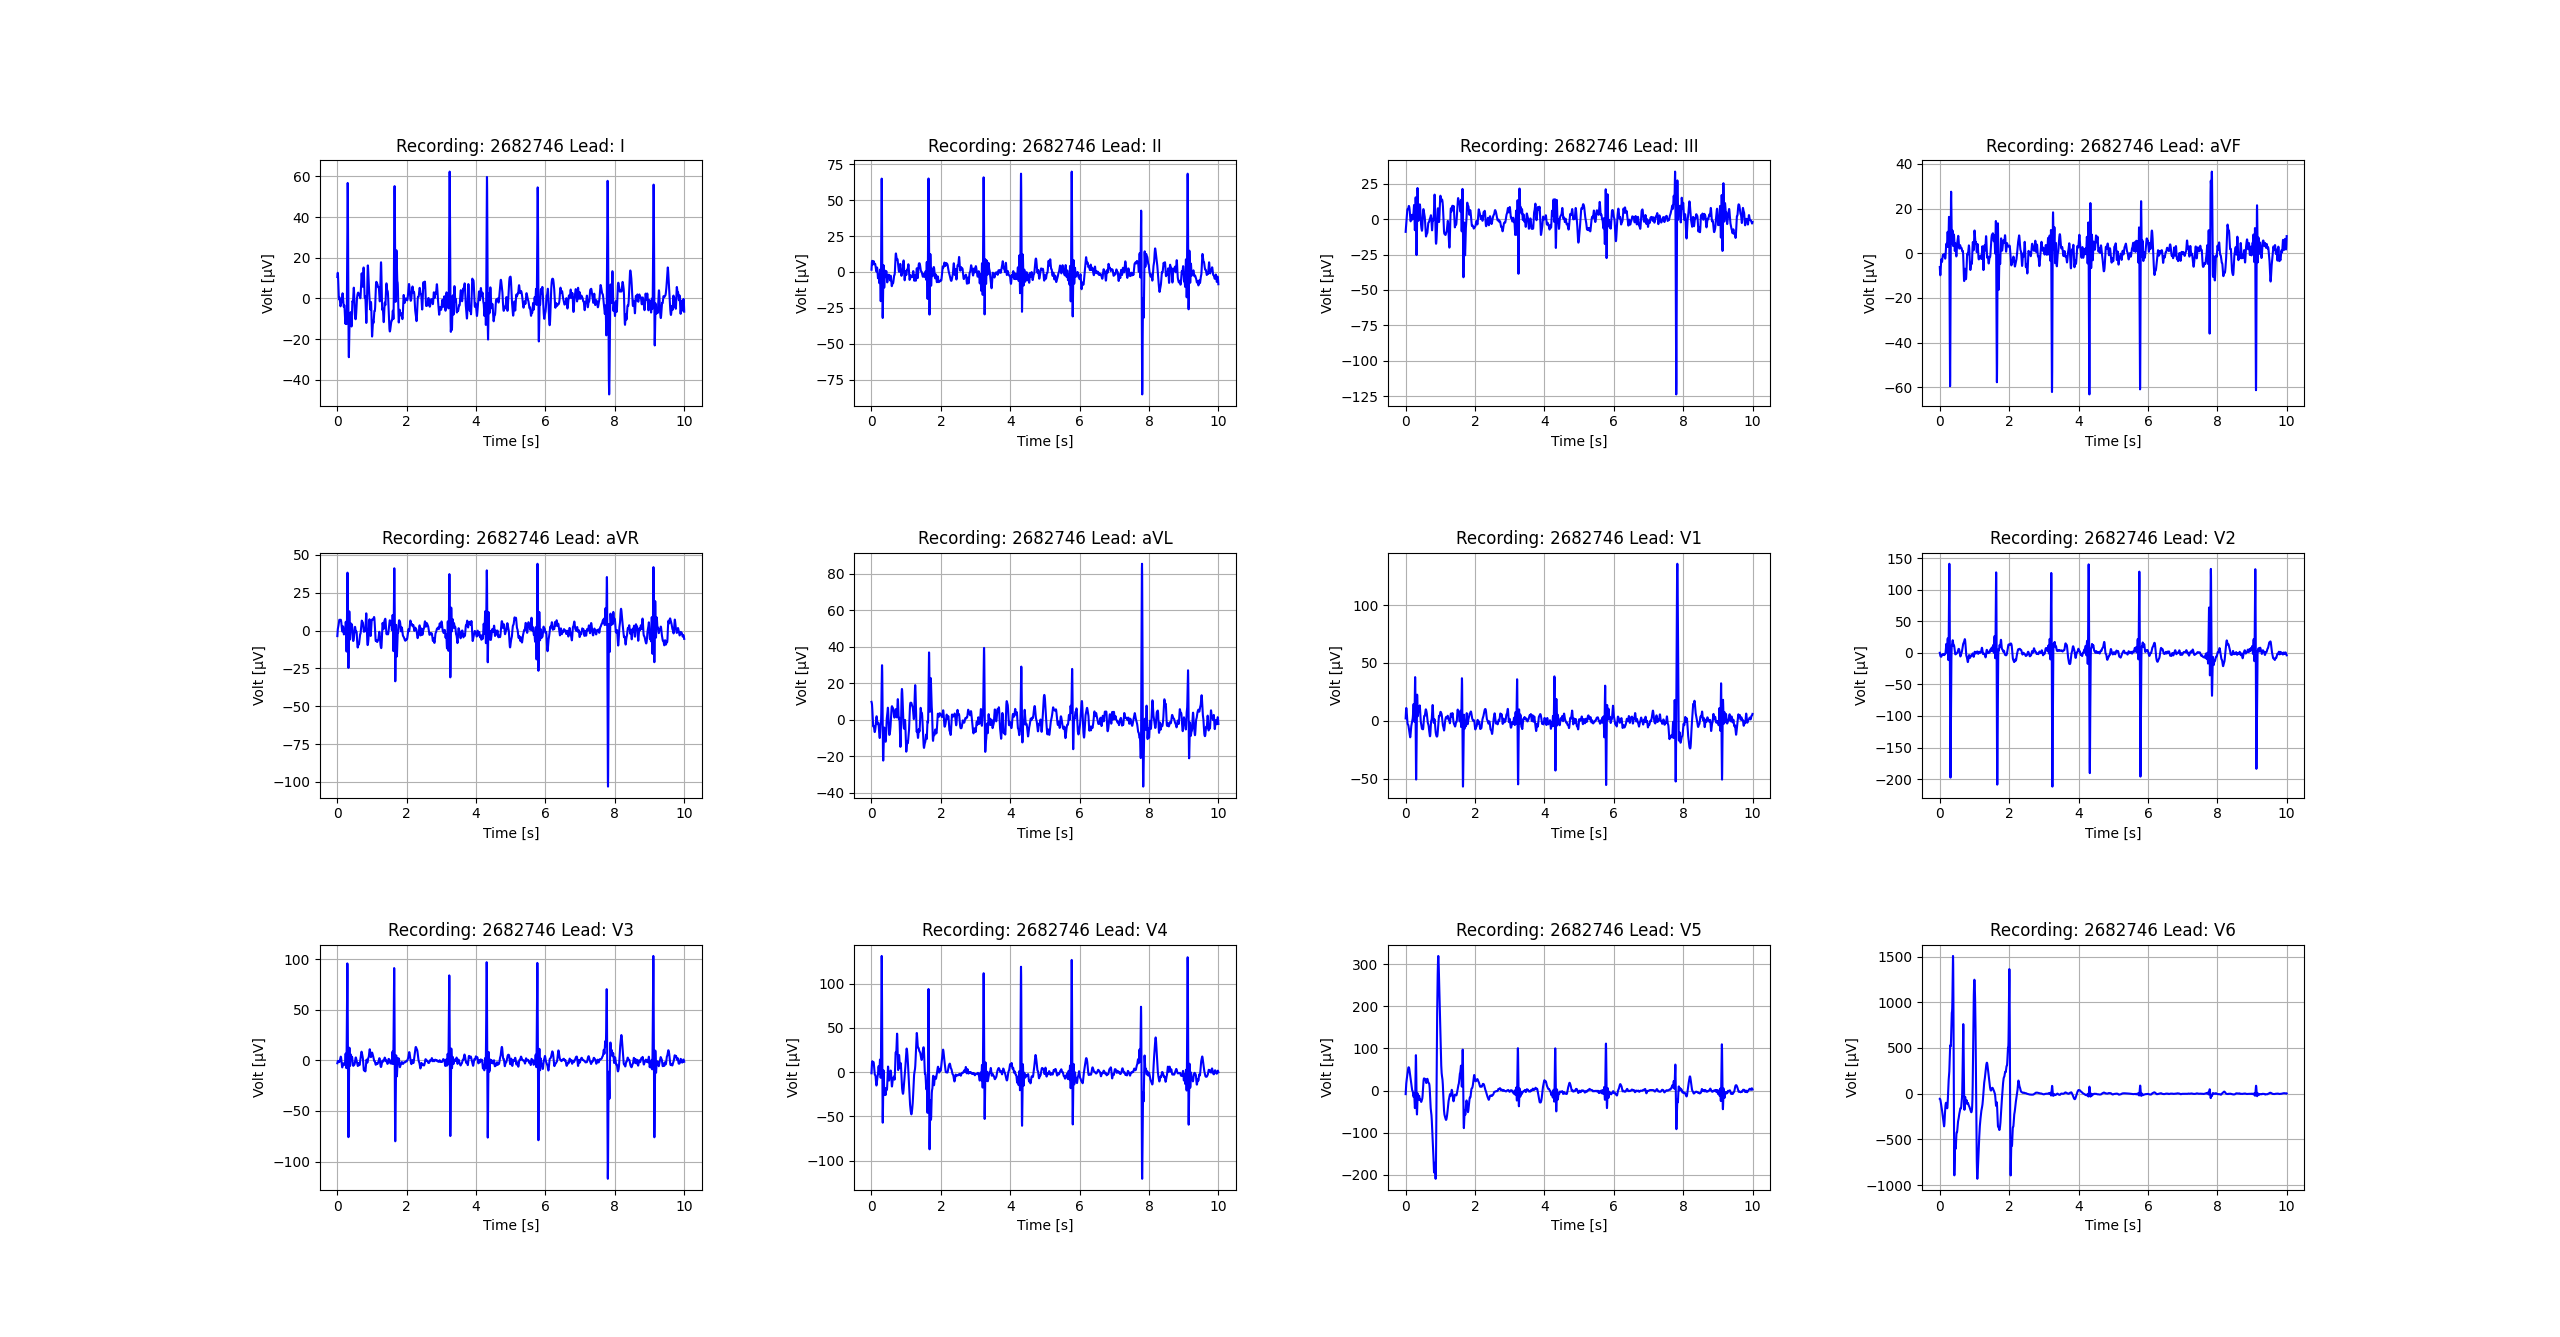 Recording: 2682746 Lead: I
Volt [µV]
60
40
20
0
−20
−40
0 2 4 6 8 10
Time [s]
Recording: 2682746 Lead: II
Volt [µV]
75
50
25
0
−25
−50
−75
0 2 4 6 8 10
Time [s]
Recording: 2682746 Lead: III
Volt [µV]
25
0
−25
−50
−75
−100
−125
0 2 4 6 8 10
Time [s]
Recording: 2682746 Lead: aVF
Volt [µV]
40
20
0
−20
−40
−60
0 2 4 6 8 10
Time [s]
Recording: 2682746 Lead: aVR
Volt [µV]
50
25
0
−25
−50
−75
−100
0 2 4 6 8 10
Time [s]
Recording: 2682746 Lead: aVL
Volt [µV]
80
60
40
20
0
−20
−40
0 2 4 6 8 10
Time [s]
Recording: 2682746 Lead: V1
Volt [µV]
100
50
0
−50
0 2 4 6 8 10
Time [s]
Recording: 2682746 Lead: V2
Volt [µV]
150
100
50
0
−50
−100
−150
−200
0 2 4 6 8 10
Time [s]
Recording: 2682746 Lead: V3
Volt [µV]
100
50
0
−50
−100
0 2 4 6 8 10
Time [s]
Recording: 2682746 Lead: V4
Volt [µV]
100
50
0
−50
−100
0 2 4 6 8 10
Time [s]
Recording: 2682746 Lead: V5
Volt [µV]
300
200
100
0
−100
−200
0 2 4 6 8 10
Time [s]
Recording: 2682746 Lead: V6
Volt [µV]
1500
1000
500
0
−500
−1000
0 2 4 6 8 10
Time [s]